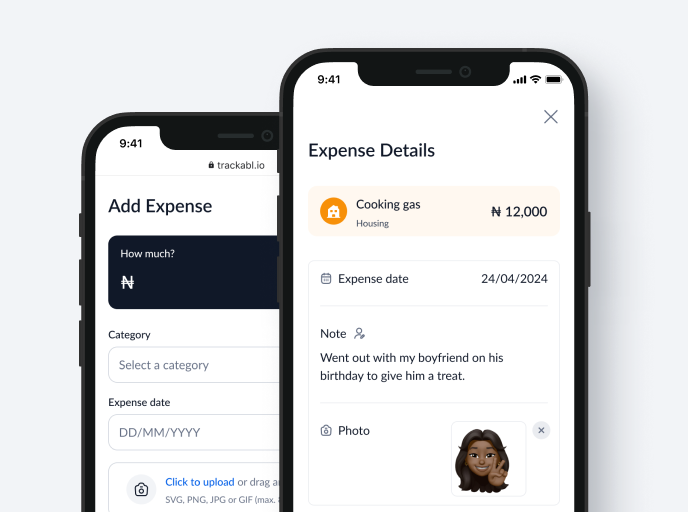 9:41
trackabl.io
Add Expense
How much?
₦
Category
Select a category
Expense date
DD/MM/YYYY
Click to upload or drag
SVG, PNG, JPG or GIF (max.
9:41
Expense Details
Cooking gas
Housing
₦ 12,000
Expense date 24/04/2024
Note
Went out with my boyfriend on his
birthday to give him a treat.
Photo